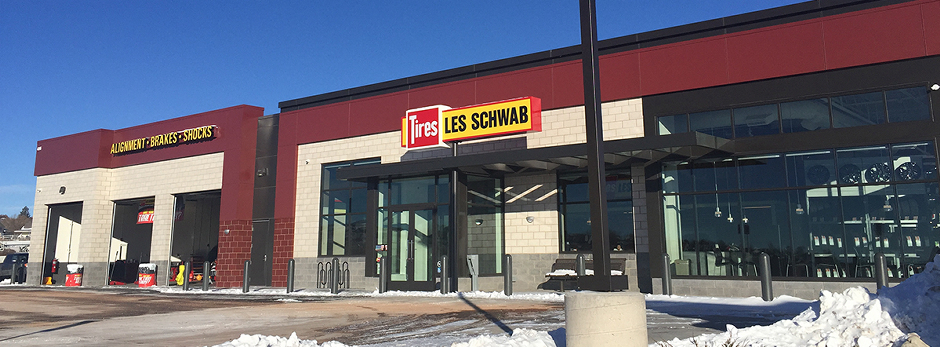 ALIGNMENT • BRAKES • SHOCKS
Tires LES SCHWAB